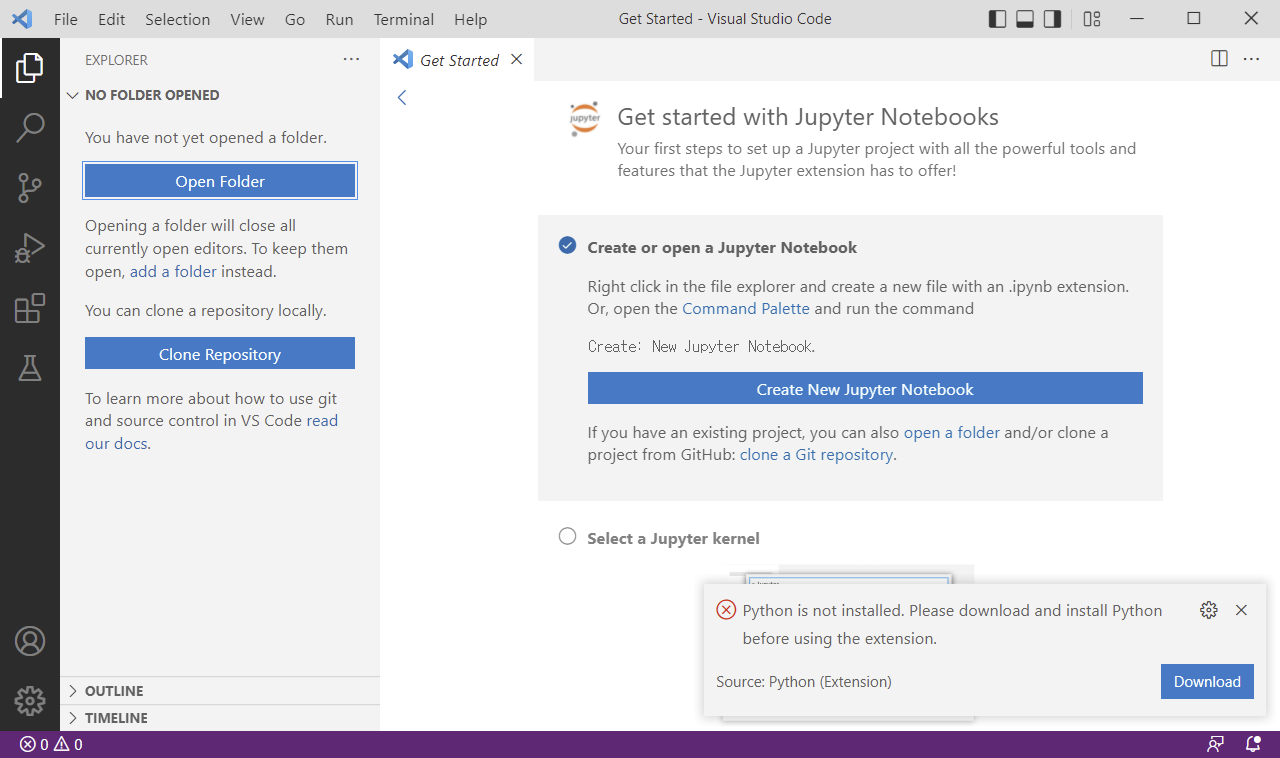 File Edit Selection View Go Run Terminal Help
Get Started - Visual Studio Code
EXPLORER
NO FOLDER OPENED
You have not yet opened a folder.
Open Folder
Opening a folder will close all
currently open editors. To keep them
open, add a folder instead.
You can clone a repository locally.
Clone Repository
To learn more about how to use git
and source control in VS Code read
our docs.
OUTLINE
TIMELINE
Get Started
jupyter
Get started with Jupyter Notebooks
Your first steps to set up a Jupyter project with all the powerful tools and
features that the Jupyter extension has to offer!
Create or open a Jupyter Notebook
Right click in the file explorer and create a new file with an .ipynb extension.
Or, open the Command Palette and run the command
Create: New Jupyter Notebook.
Create New Jupyter Notebook
If you have an existing project, you can also open a folder and/or clone a
project from GitHub: clone a Git repository.
Select a Jupyter kernel
Python is not installed. Please download and install Python
before using the extension.
Source: Python (Extension)
Download
0 0